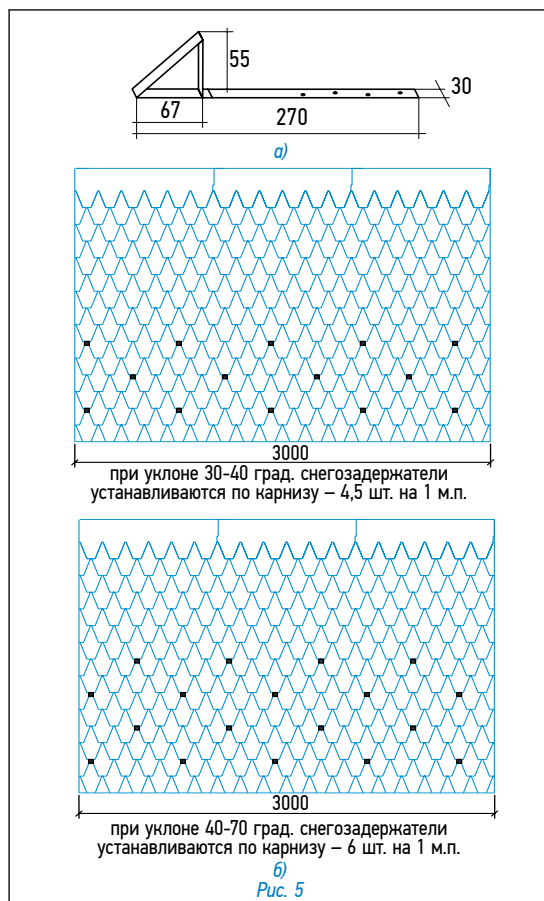 55
30
67
270
а)
3000
при уклоне 30-40 град. снегозадержатели
устанавливаются по карнизу – 4,5 шт. на 1 м.п.
3000
при уклоне 40-70 град. снегозадержатели
устанавливаются по карнизу – 6 шт. на 1 м.п.
б)
Рис. 5